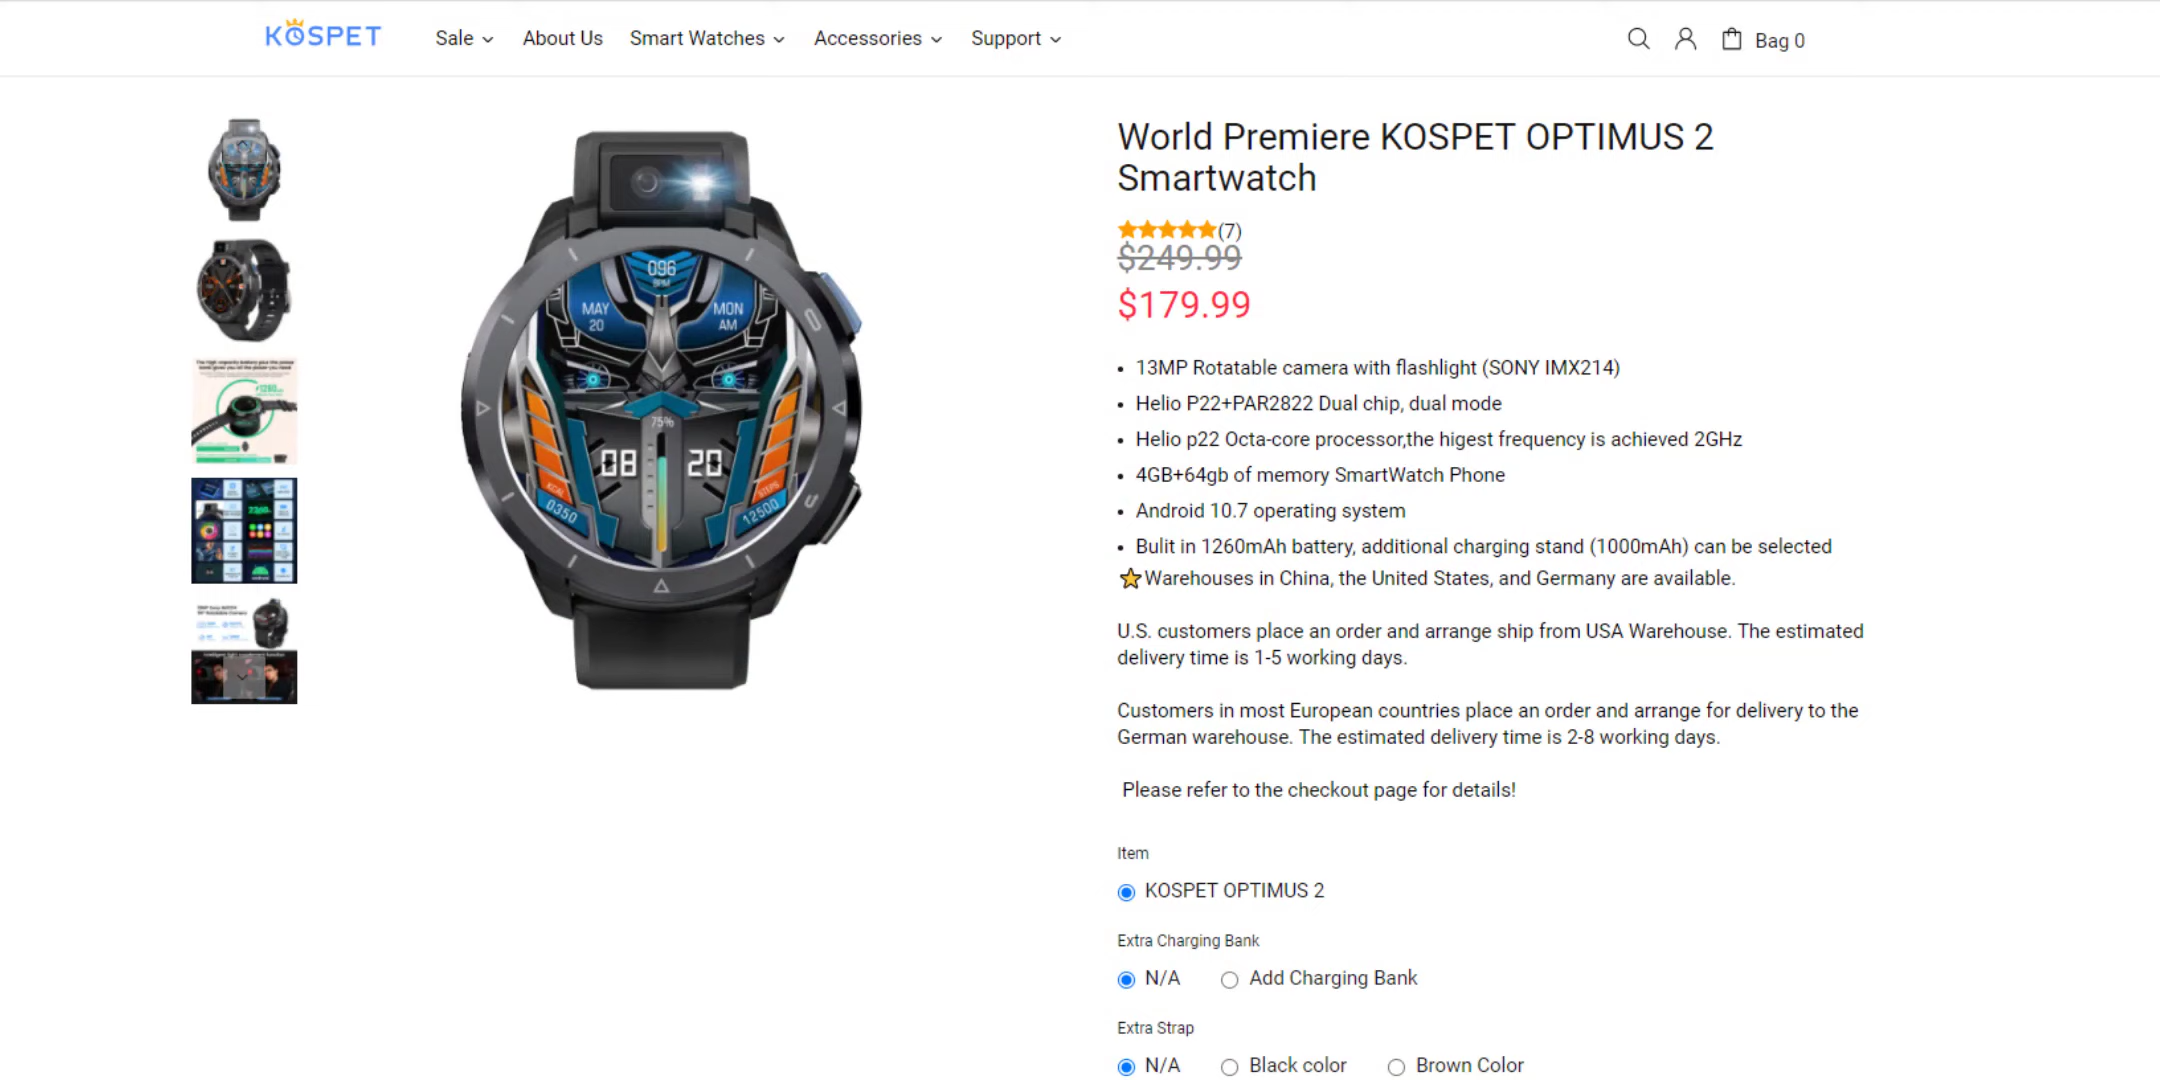 KOSPET
Sale
About Us
Smart Watches
Accessories
Support
Bag 0
World Premiere KOSPET OPTIMUS 2
Smartwatch
(7)
$249.99
$179.99
• 13MP Rotatable camera with flashlight (SONY IMX214)
• Helio P22+PAR2822 Dual chip, dual mode
• Helio p22 Octa-core processor,the higest frequency is achieved 2GHz
• 4GB+64gb of memory SmartWatch Phone
• Android 10.7 operating system
• Bulit in 1260mAh battery, additional charging stand (1000mAh) can be selected
⭐Warehouses in China, the United States, and Germany are available.
U.S. customers place an order and arrange ship from USA Warehouse. The estimated
delivery time is 1-5 working days.
Customers in most European countries place an order and arrange for delivery to the
German warehouse. The estimated delivery time is 2-8 working days.
Please refer to the checkout page for details!
Item
KOSPET OPTIMUS 2
Extra Charging Bank
N/A
Add Charging Bank
Extra Strap
N/A
Black color
Brown Color
096
BPM
MAY
20
MON
AM
75%
08
20
KCAL
0350
STEPS
12500